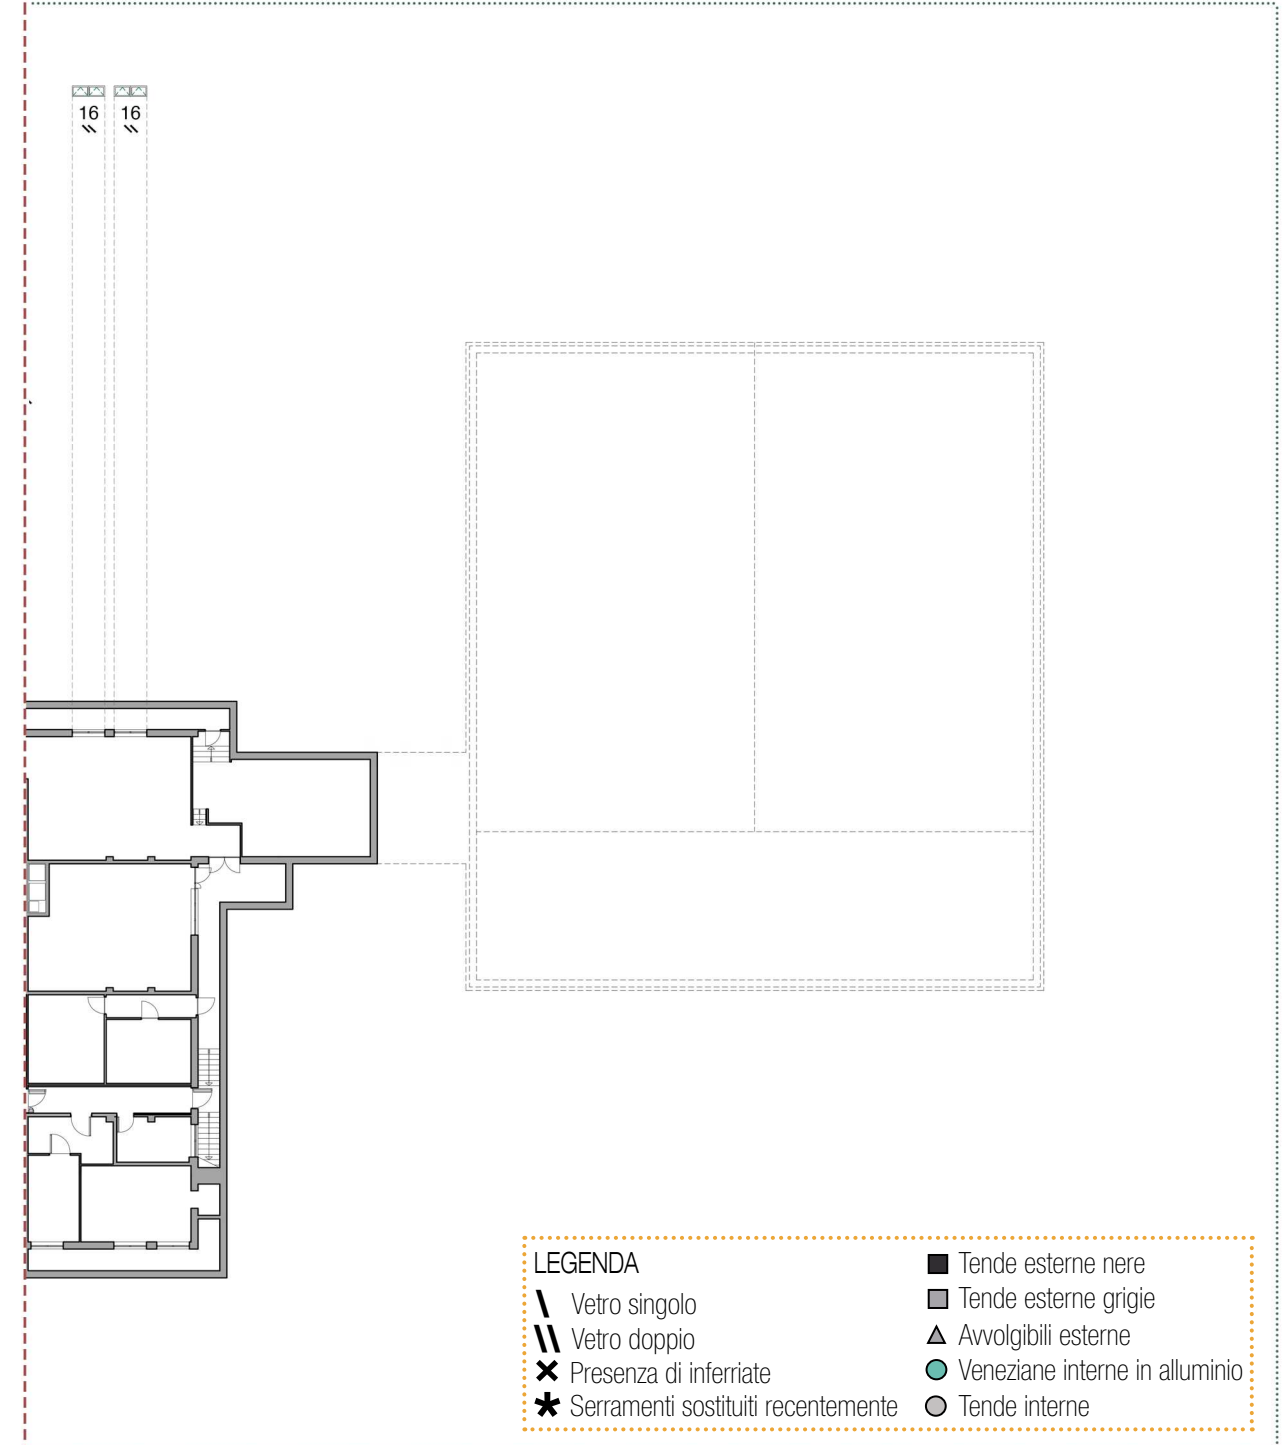 16 16
LEGENDA
Vetro singolo
Vetro doppio
Presenza di inferriate
Serramenti sostituiti recentemente
Tende esterne nere
Tende esterne grigie
Avvolgibili esterne
Veneziane interne in alluminio
Tende interne